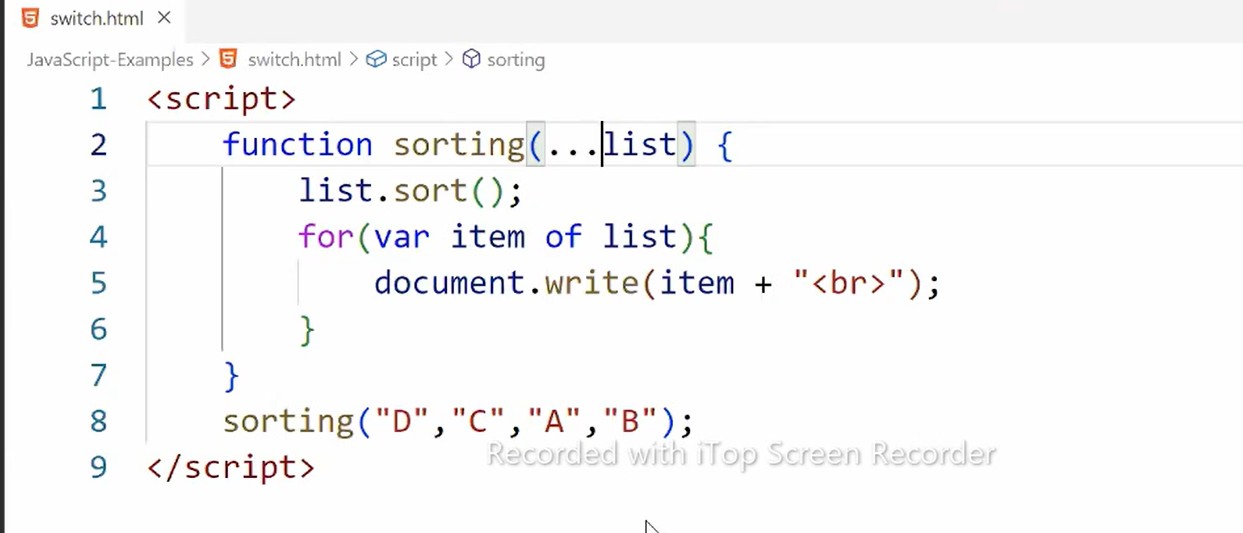 switch.html
JavaScript-Examples > switch.html > script > sorting
1 <script>
2 function sorting(...list) {
3 list.sort();
4 for(var item of list){
5 document.write(item + "<br>");
6 }
7 }
8 sorting("D","C","A","B");
9 </script>
Recorded with iTop Screen Recorder